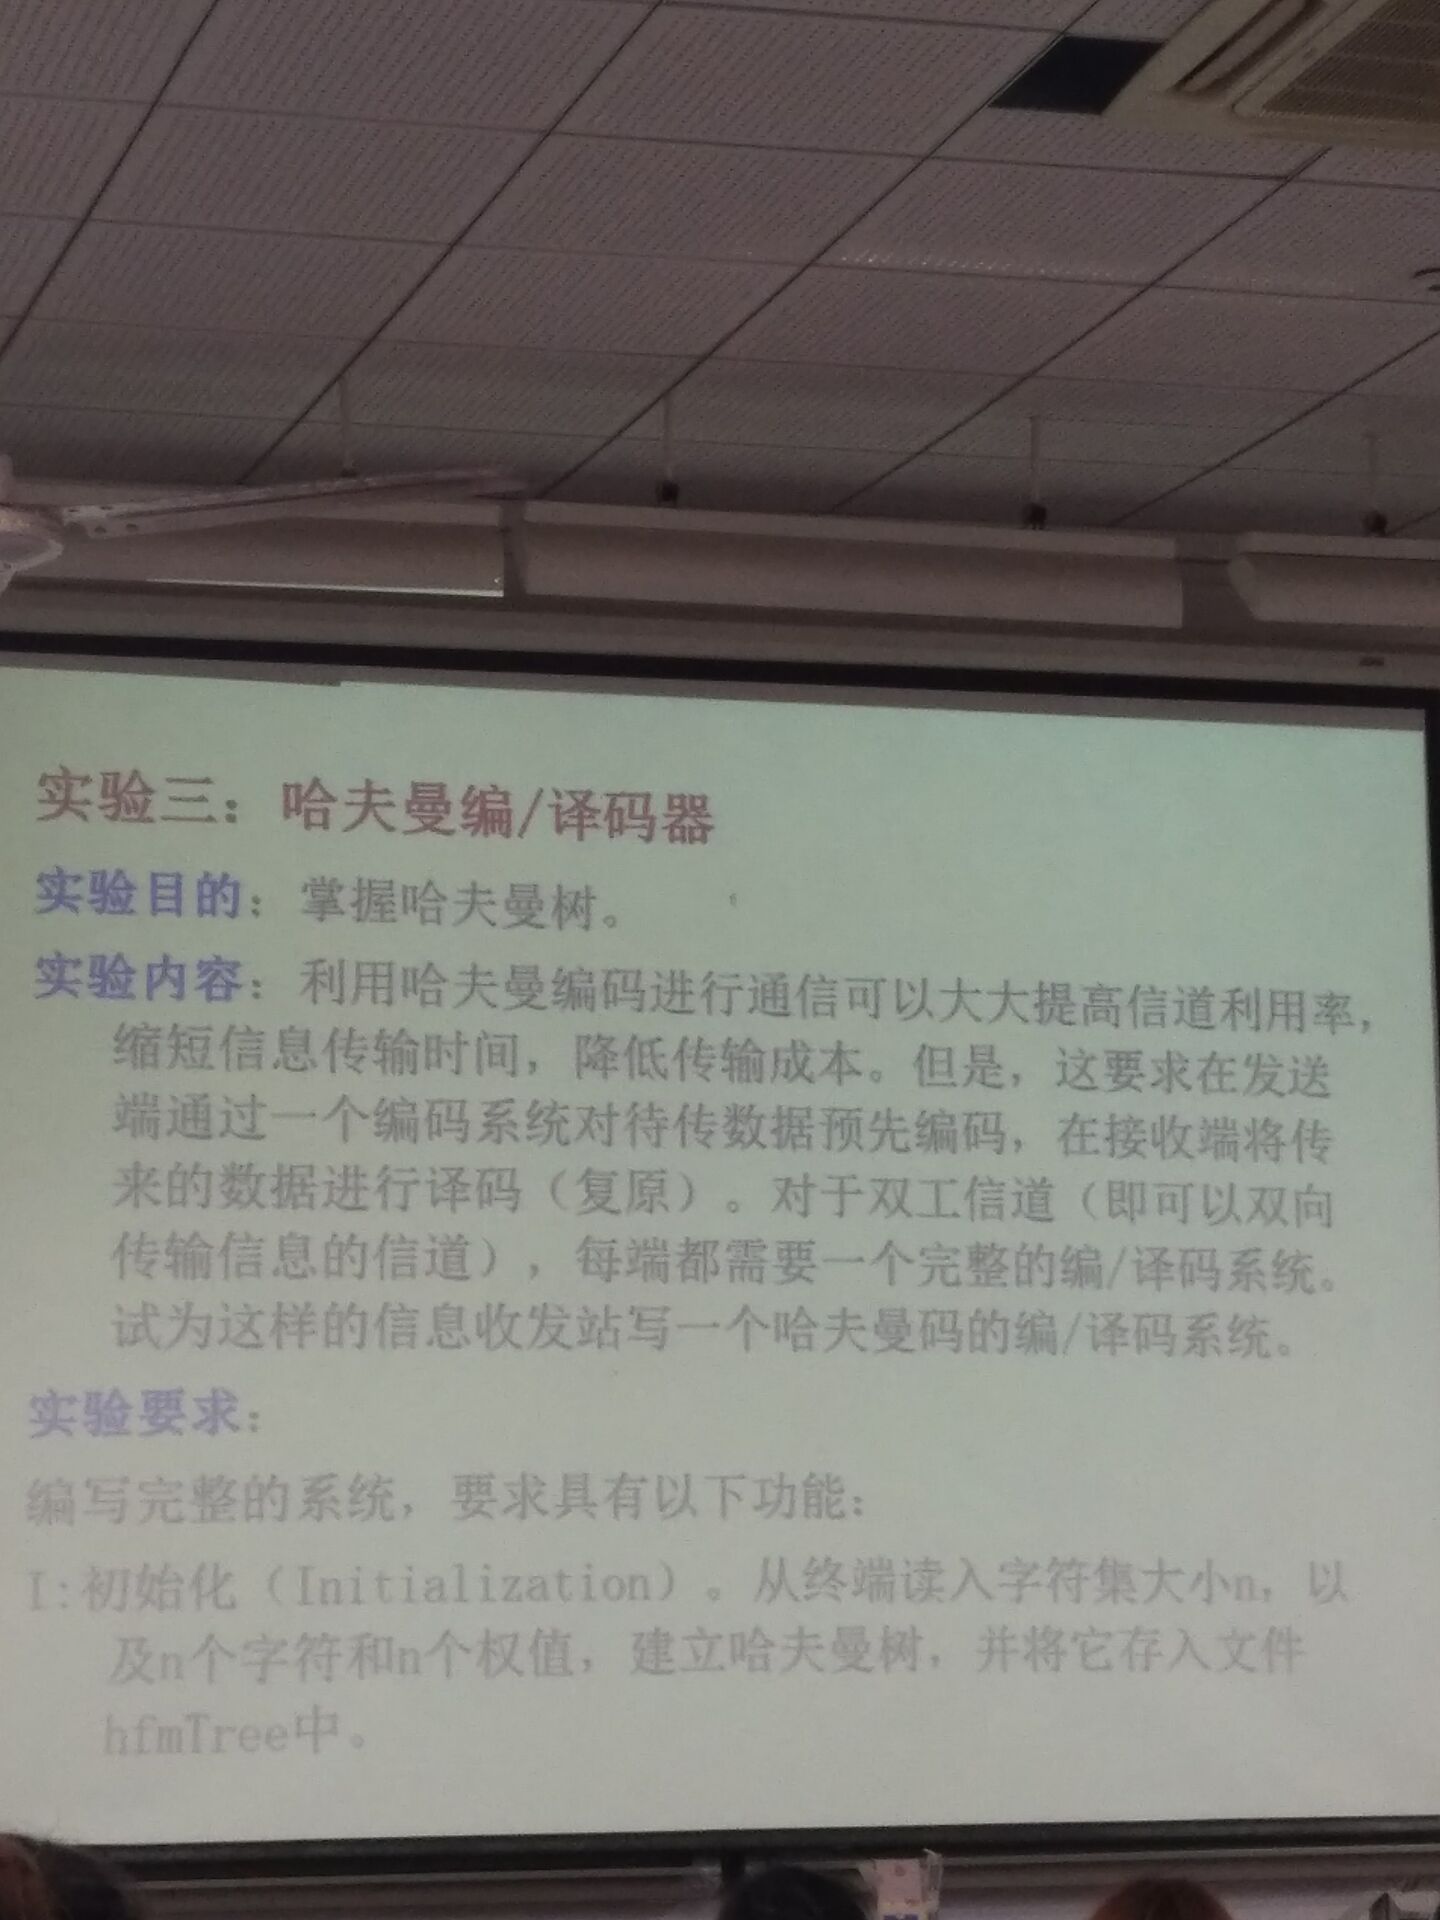 实验三：哈夫曼编/译码器
实验目的：掌握哈夫曼树。
实验内容：利用哈夫曼编码进行通信可以大大提高信道利用率，
缩短信息传输时间，降低传输成本。但是，这要求在发送
端通过一个编码系统对待传数据预先编码，在接收端将传
来的数据进行译码（复原）。对于双工信道（即可以双向
传输信息的信道），每端都需要一个完整的编/译码系统。
试为这样的信息收发站写一个哈夫曼码的编/译码系统。
实验要求：
编写完整的系统，要求具有以下功能：
I:初始化（Initialization）。从终端读入字符集大小n，以
及n个字符和n个权值，建立哈夫曼树，并将它存入文件
hfmTree中。